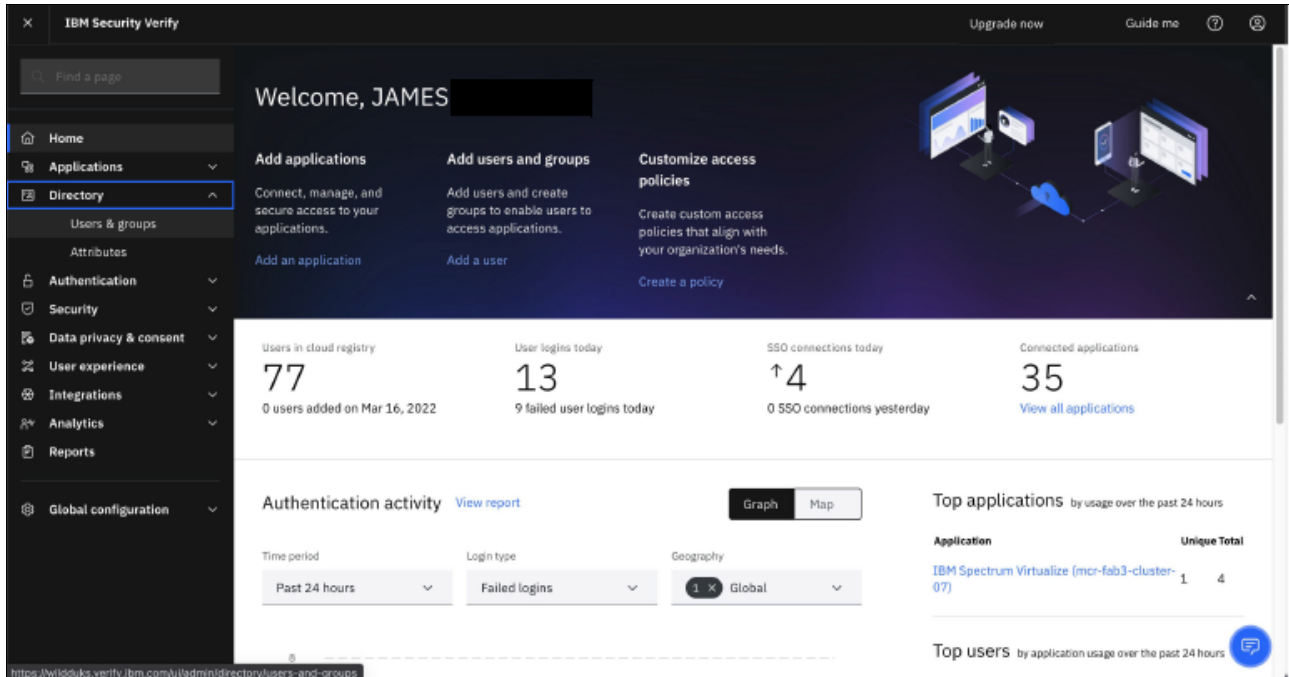 IBM Security Verify
Upgrade now
Guide me
Find a page
Home
Applications
Directory
Users & groups
Attributes
Authentication
Security
Data privacy & consent
User experience
Integrations
Analytics
Reports
Global configuration
Welcome, JAMES
Add applications
Connect, manage, and
secure access to your
applications.
Add an application
Add users and groups
Add users and create
groups to enable users to
access applications.
Add a user
Customize access
policies
Create custom access
policies that align with
your organization's needs.
Create a policy
Users in cloud registry
77
0 users added on Mar 16, 2022
User logins today
13
9 failed user logins today
SSO connections today
↑4
0 SSO connections yesterday
Connected applications
35
View all applications
Authentication activity View report
Graph Map
Time period
Past 24 hours
Login type
Failed logins
Geography
1 × Global
8
Top applications by usage over the past 24 hours
Application Unique Total
IBM Spectrum Virtualize (mcr-fab3-cluster-
07) 1 4
Top users by application usage over the past 24 hours
https://wildduks.verify.ibm.com/ui/admin/directory/users-and-groups